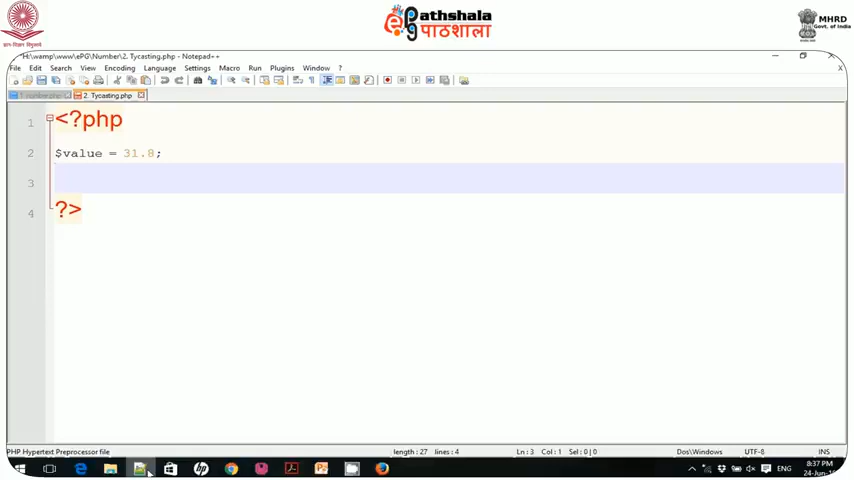 ePathshala
पाठशाला
MHRD
Govt. of India
H:\wamp\www\ePG\Number\2. Tycasting.php - Notepad++
File Edit Search View Encoding Language Settings Macro Run Plugins Window ?
2. Tycasting.php
1 <?php
2 $value = 31.8;
3
4 ?>
PHP Hypertext Preprocessor file length : 27 lines : 4 Ln : 3 Col : 1 Sel : 0 | 0 Dos\Windows UTF-8 INS
ENG 8:37 PM